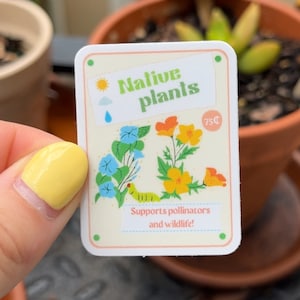 Native
plants
75¢
Supports pollinators
and wildlife!